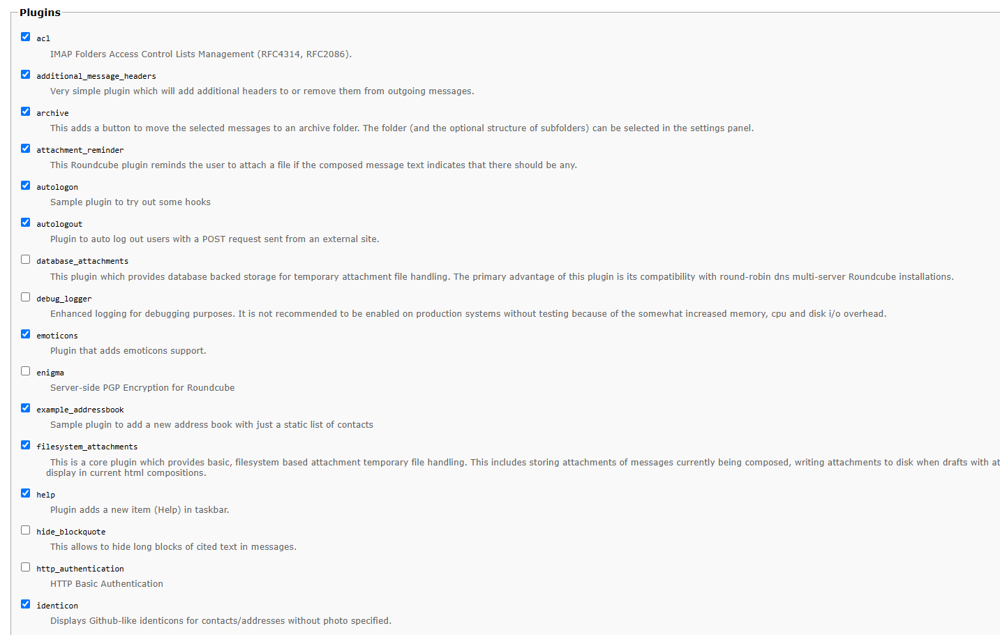 Plugins
acl
IMAP Folders Access Control Lists Management (RFC4314, RFC2086).
additional_message_headers
Very simple plugin which will add additional headers to or remove them from outgoing messages.
archive
This adds a button to move the selected messages to an archive folder. The folder (and the optional structure of subfolders) can be selected in the settings panel.
attachment_reminder
This Roundcube plugin reminds the user to attach a file if the composed message text indicates that there should be any.
autologon
Sample plugin to try out some hooks
autologout
Plugin to auto log out users with a POST request sent from an external site.
database_attachments
This plugin which provides database backed storage for temporary attachment file handling. The primary advantage of this plugin is its compatibility with round-robin dns multi-server Roundcube installations.
debug_logger
Enhanced logging for debugging purposes. It is not recommended to be enabled on production systems without testing because of the somewhat increased memory, cpu and disk i/o overhead.
emoticons
Plugin that adds emoticons support.
enigma
Server-side PGP Encryption for Roundcube
example_addressbook
Sample plugin to add a new address book with just a static list of contacts
filesystem_attachments
This is a core plugin which provides basic, filesystem based attachment temporary file handling. This includes storing attachments of messages currently being composed, writing attachments to disk when drafts with at
display in current html compositions.
help
Plugin adds a new item (Help) in taskbar.
hide_blockquote
This allows to hide long blocks of cited text in messages.
http_authentication
HTTP Basic Authentication
identicon
Displays Github-like identicons for contacts/addresses without photo specified.